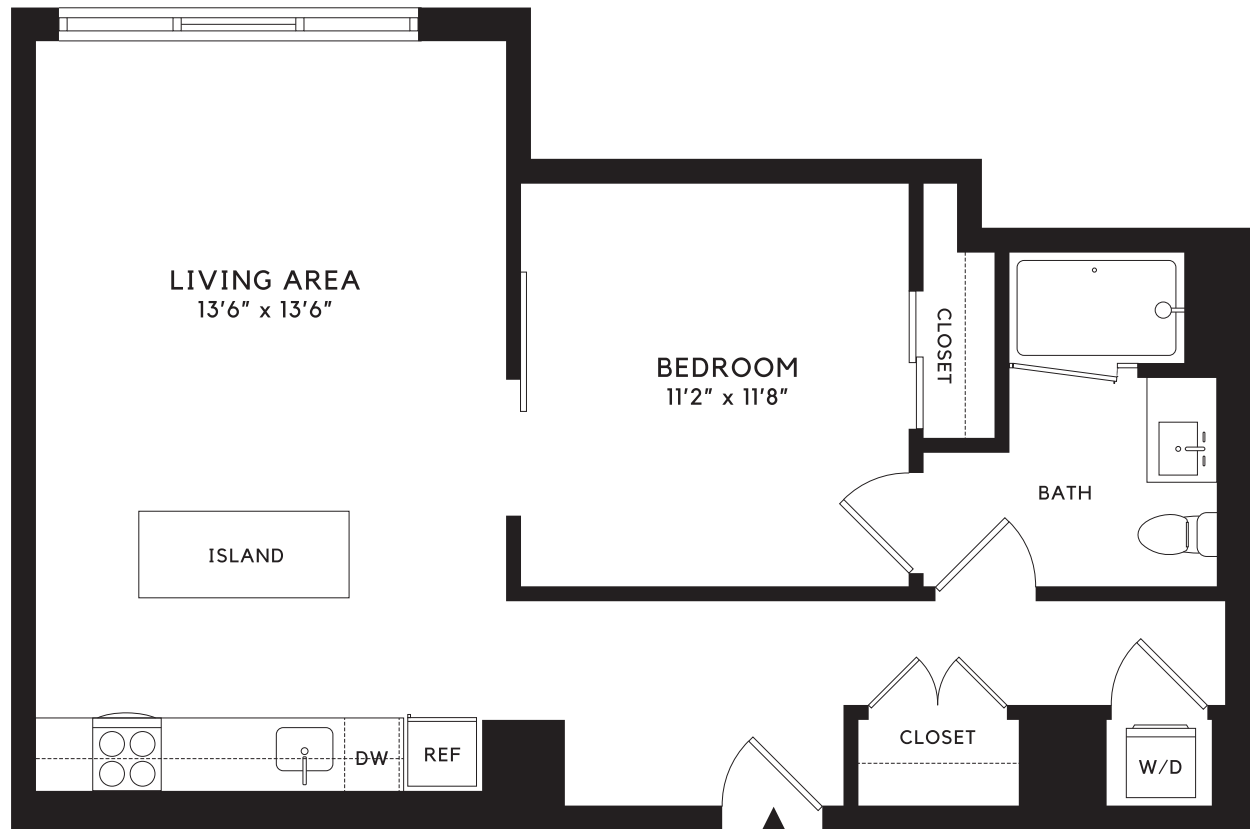 LIVING AREA
13'6" x 13'6"
BEDROOM
11'2" x 11'8"
CLOSET
BATH
ISLAND
DW
REF
CLOSET
W/D